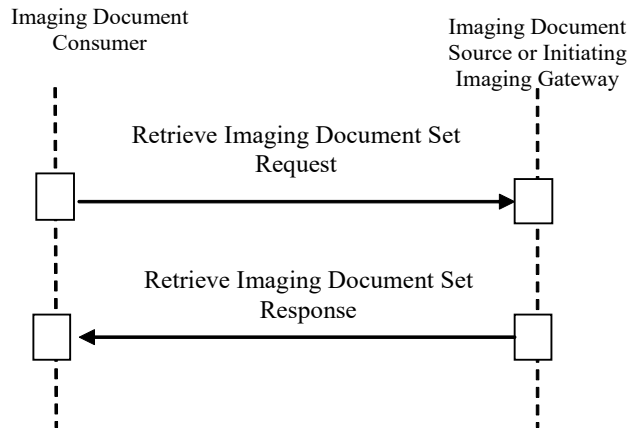 Imaging Document
Consumer
Imaging Document
Source or Initiating
Imaging Gateway
Retrieve Imaging Document Set
Request
Retrieve Imaging Document Set
Response